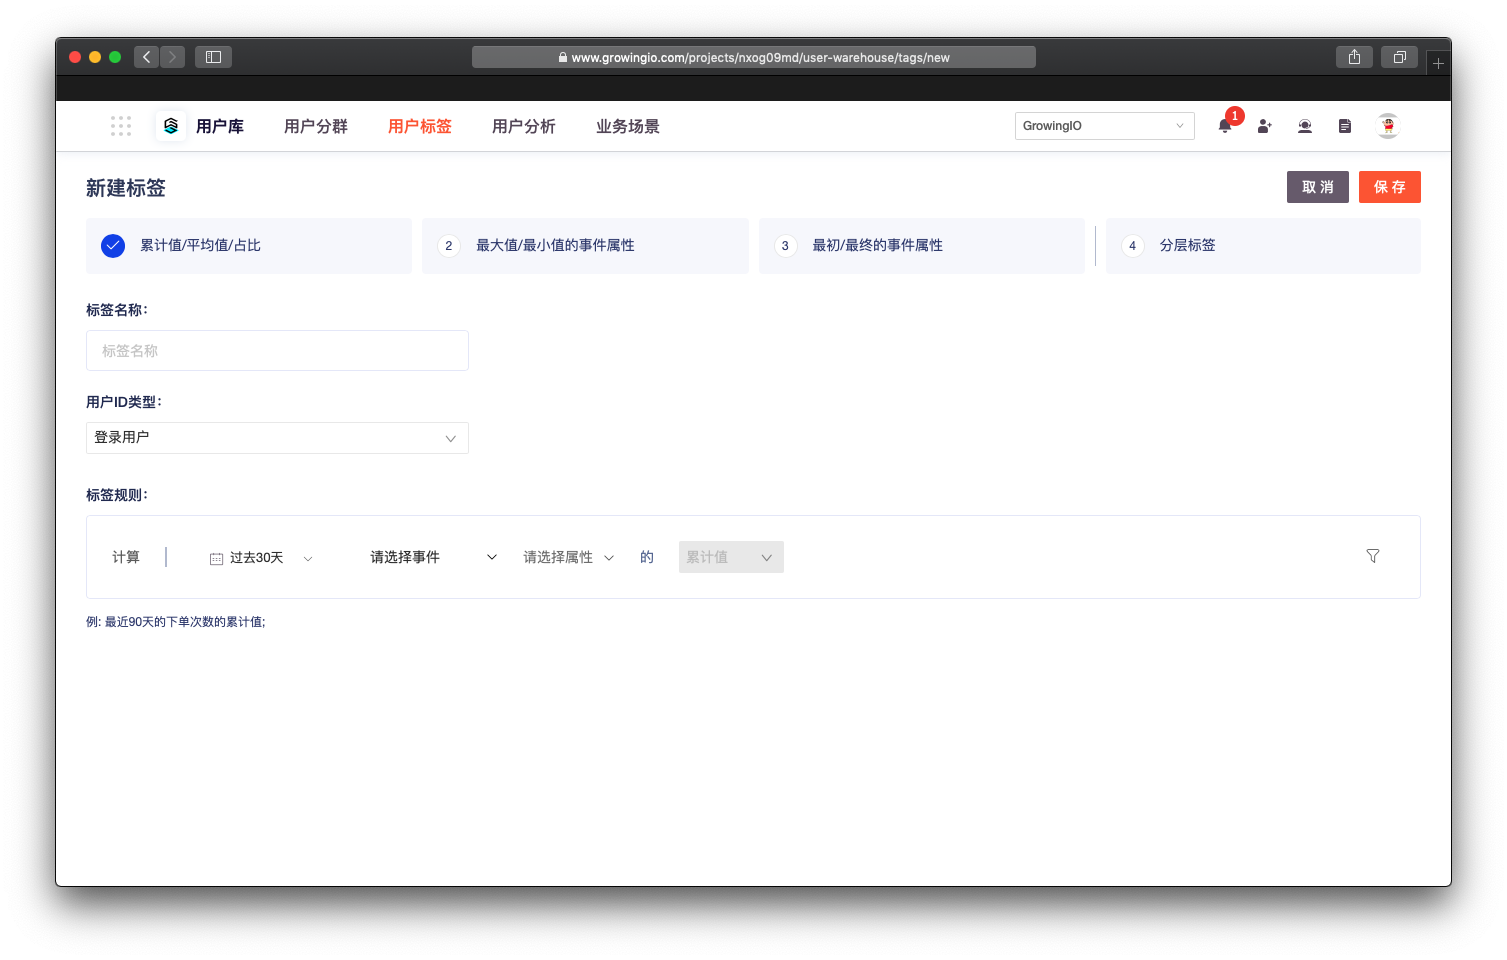 www.growingio.com/projects/nxog09md/user-warehouse/tags/new
用户库 用户分群 用户标签 用户分析 业务场景 GrowingIO 1
新建标签 取消 保存
累计值/平均值/占比 2 最大值/最小值的事件属性 3 最初/最终的事件属性 4 分层标签
标签名称：
标签名称
用户ID类型：
登录用户
标签规则：
计算 过去30天 请选择事件 请选择属性 的 累计值
例: 最近90天的下单次数的累计值;